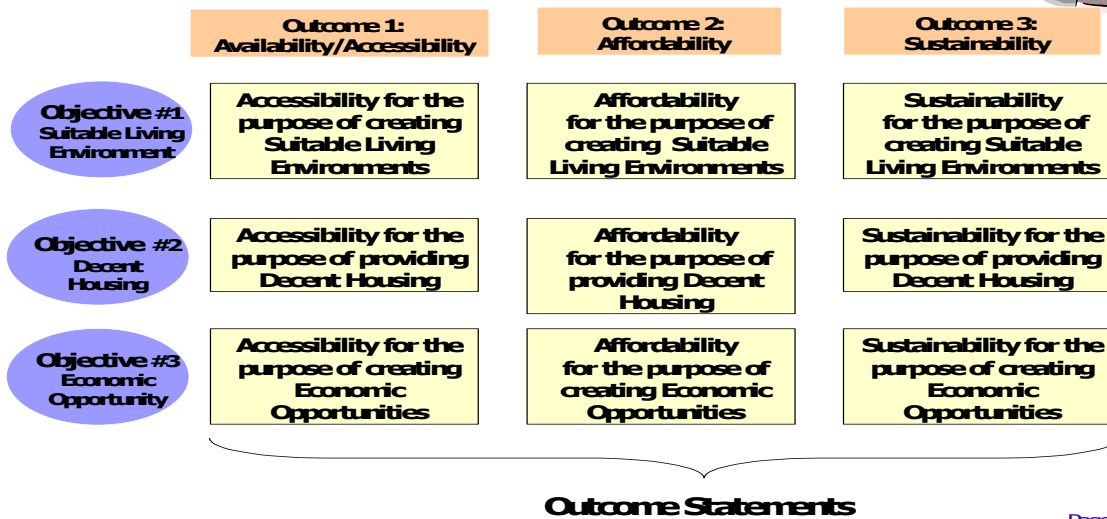 Outcome 1:
Availability/Accessibility
Outcome 2:
Affordability
Outcome 3:
Sustainability
Objective #1
Suitable Living
Environment
Accessibility for the
purpose of creating
Suitable Living
Environments
Affordability
for the purpose of
creating Suitable
Living Environments
Sustainability
for the purpose of
creating Suitable
Living Environments
Objective #2
Decent
Housing
Accessibility for the
purpose of providing
Decent Housing
Affordability
for the purpose of
providing Decent
Housing
Sustainability for the
purpose of providing
Decent Housing
Objective #3
Economic
Opportunity
Accessibility for the
purpose of creating
Economic
Opportunities
Affordability
for the purpose of
creating Economic
Opportunities
Sustainability for the
purpose of creating
Economic
Opportunities
Outcome Statements